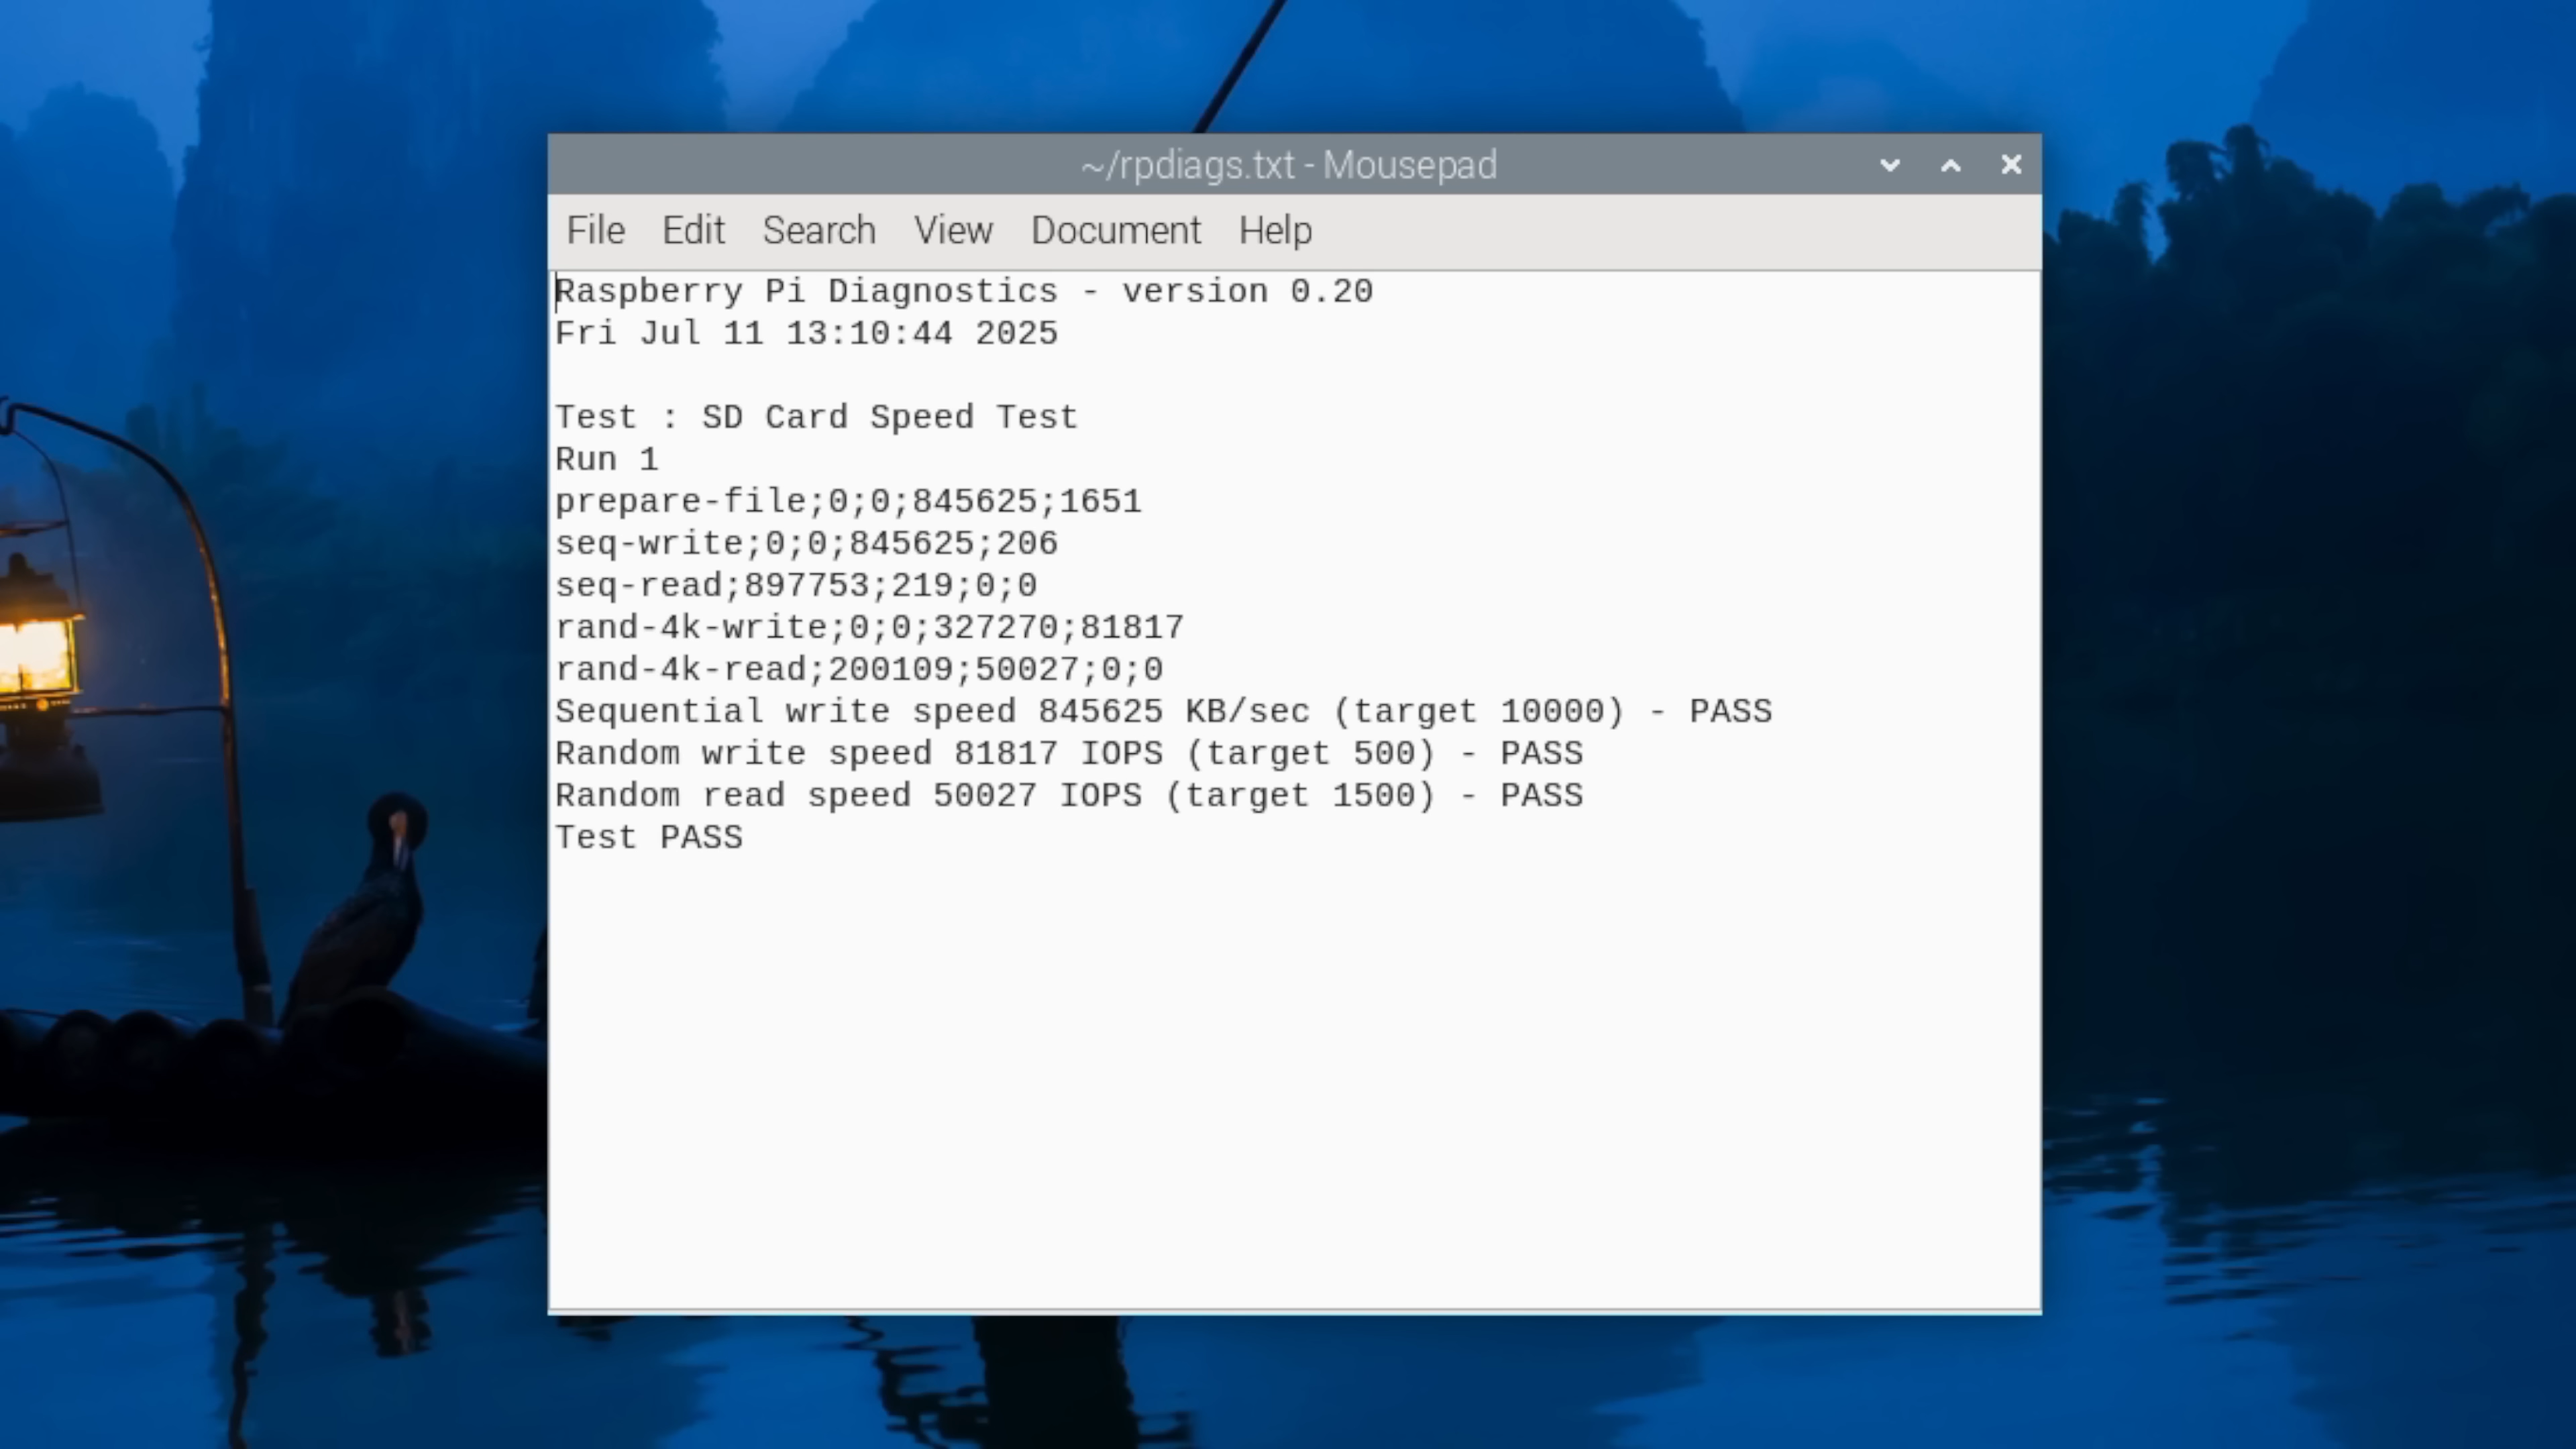 ~/rpdiags.txt - Mousepad
File Edit Search View Document Help
Raspberry Pi Diagnostics - version 0.20
Fri Jul 11 13:10:44 2025
Test : SD Card Speed Test
Run 1
prepare-file;0;0;845625;1651
seq-write;0;0;845625;206
seq-read;897753;219;0;0
rand-4k-write;0;0;327270;81817
rand-4k-read;200109;50027;0;0
Sequential write speed 845625 KB/sec (target 10000) - PASS
Random write speed 81817 IOPS (target 500) - PASS
Random read speed 50027 IOPS (target 1500) - PASS
Test PASS